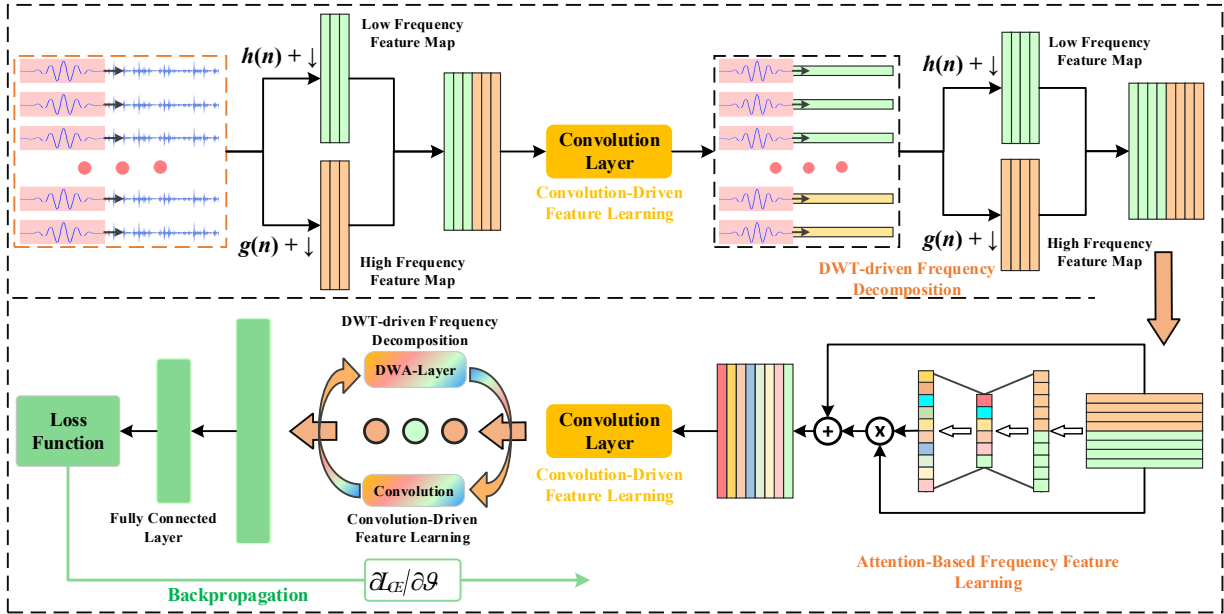 Low Frequency
Feature Map
h(n) + ↓
g(n) + ↓
High Frequency
Feature Map
Convolution
Layer
Convolution-Driven
Feature Learning
h(n) + ↓
Low Frequency
Feature Map
g(n) + ↓
High Frequency
Feature Map
DWT-driven Frequency
Decomposition
DWT-driven Frequency
Decomposition
DWA-Layer
Convolution
Convolution-Driven
Feature Learning
Loss
Function
Fully Connected
Layer
Convolution
Layer
Convolution-Driven
Feature Learning
+
x
Attention-Based Frequency Feature
Learning
Backpropagation
∂L_CE/∂ϑ